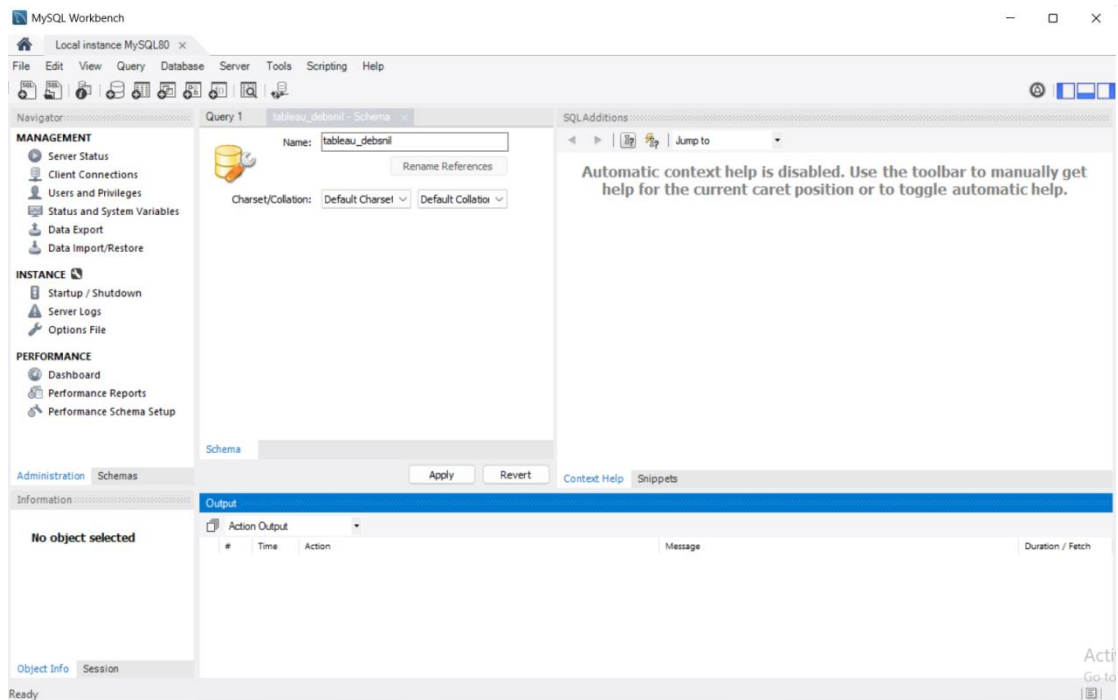 MySQL Workbench
Local instance MySQL80
File Edit View Query Database Server Tools Scripting Help
Navigator
MANAGEMENT
Server Status
Client Connections
Users and Privileges
Status and System Variables
Data Export
Data Import/Restore
INSTANCE
Startup / Shutdown
Server Logs
Options File
PERFORMANCE
Dashboard
Performance Reports
Performance Schema Setup
Administration Schemas
Query 1 tableau_debsnil - Schema
Name: tableau_debsnil
Rename References
Charset/Collation: Default Charset Default Collation
Schema
Apply Revert
SQLAdditions
Jump to
Automatic context help is disabled. Use the toolbar to manually get
help for the current caret position or to toggle automatic help.
Context Help Snippets
Information
No object selected
Object Info Session
Output
Action Output
# Time Action Message Duration / Fetch
Acti
Go to
Ready